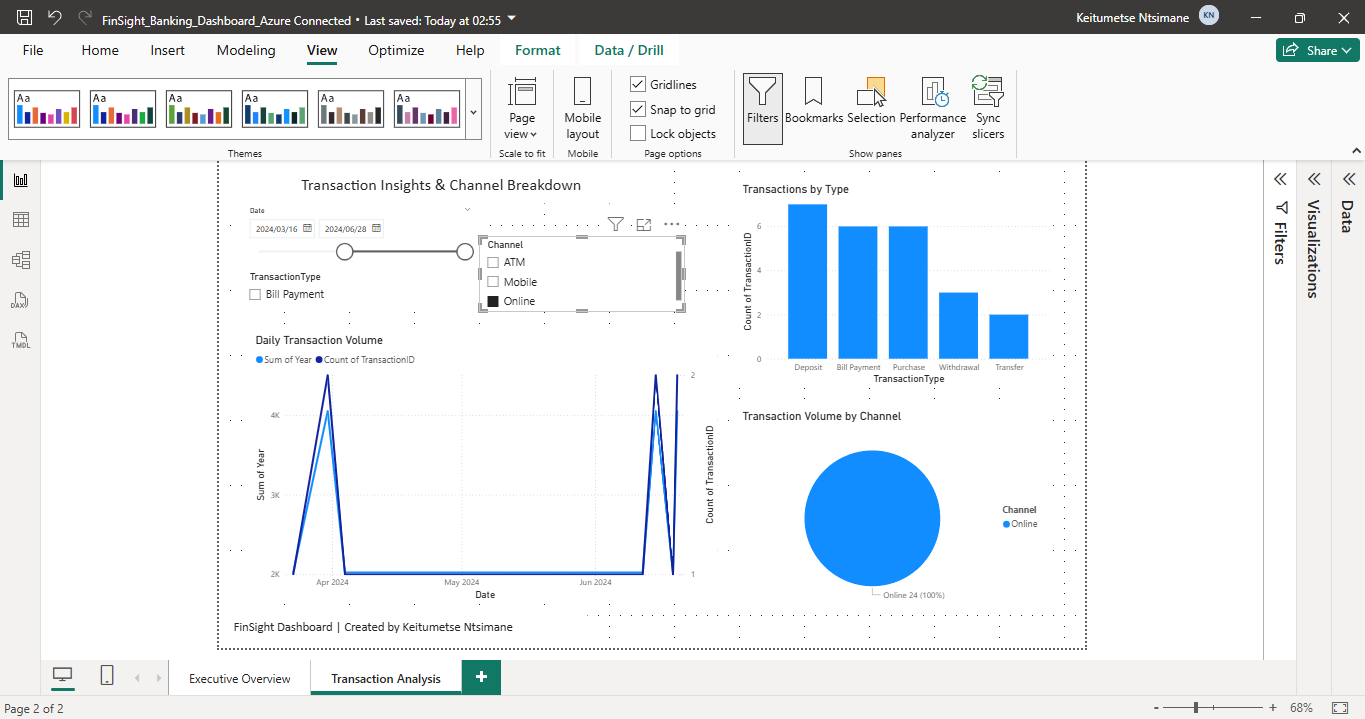 FinSight_Banking_Dashboard_Azure Connected • Last saved: Today at 02:55
Keitumetse Ntsimane
KN
File
Home
Insert
Modeling
View
Optimize
Help
Format
Data / Drill
Share
Aa
Aa
Aa
Aa
Aa
Aa
Themes
Page
view
Scale to fit
Mobile
layout
Mobile
Gridlines
Snap to grid
Lock objects
Page options
Filters
Bookmarks
Selection
Performance
analyzer
Sync
slicers
Show panes
DAX
TMDL
Transaction Insights & Channel Breakdown
Date
2024/03/16
2024/06/28
TransactionType
Bill Payment
Channel
ATM
Mobile
Online
Daily Transaction Volume
Sum of Year
Count of TransactionID
4K
3K
2K
Sum of Year
2
1
Count of TransactionID
Apr 2024
May 2024
Jun 2024
Date
Transactions by Type
6
4
2
0
Count of TransactionID
Deposit
Bill Payment
Purchase
Withdrawal
Transfer
TransactionType
Transaction Volume by Channel
Channel
Online
Online 24 (100%)
FinSight Dashboard | Created by Keitumetse Ntsimane
Filters
Visualizations
Data
Executive Overview
Transaction Analysis
+
Page 2 of 2
-
+
68%